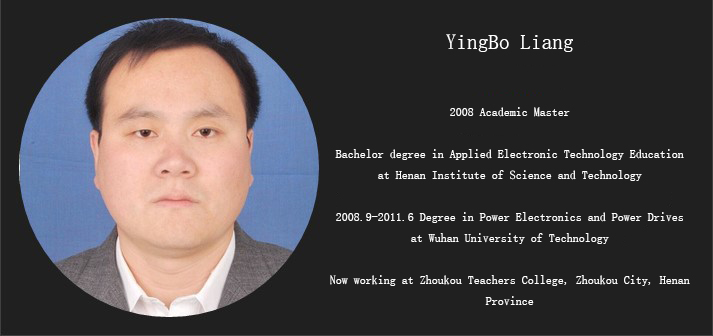 YingBo Liang
2008 Academic Master
Bachelor degree in Applied Electronic Technology Education
at Henan Institute of Science and Technology
2008.9-2011.6 Degree in Power Electronics and Power Drives
at Wuhan University of Technology
Now working at Zhoukou Teachers College, Zhoukou City, Henan
Province